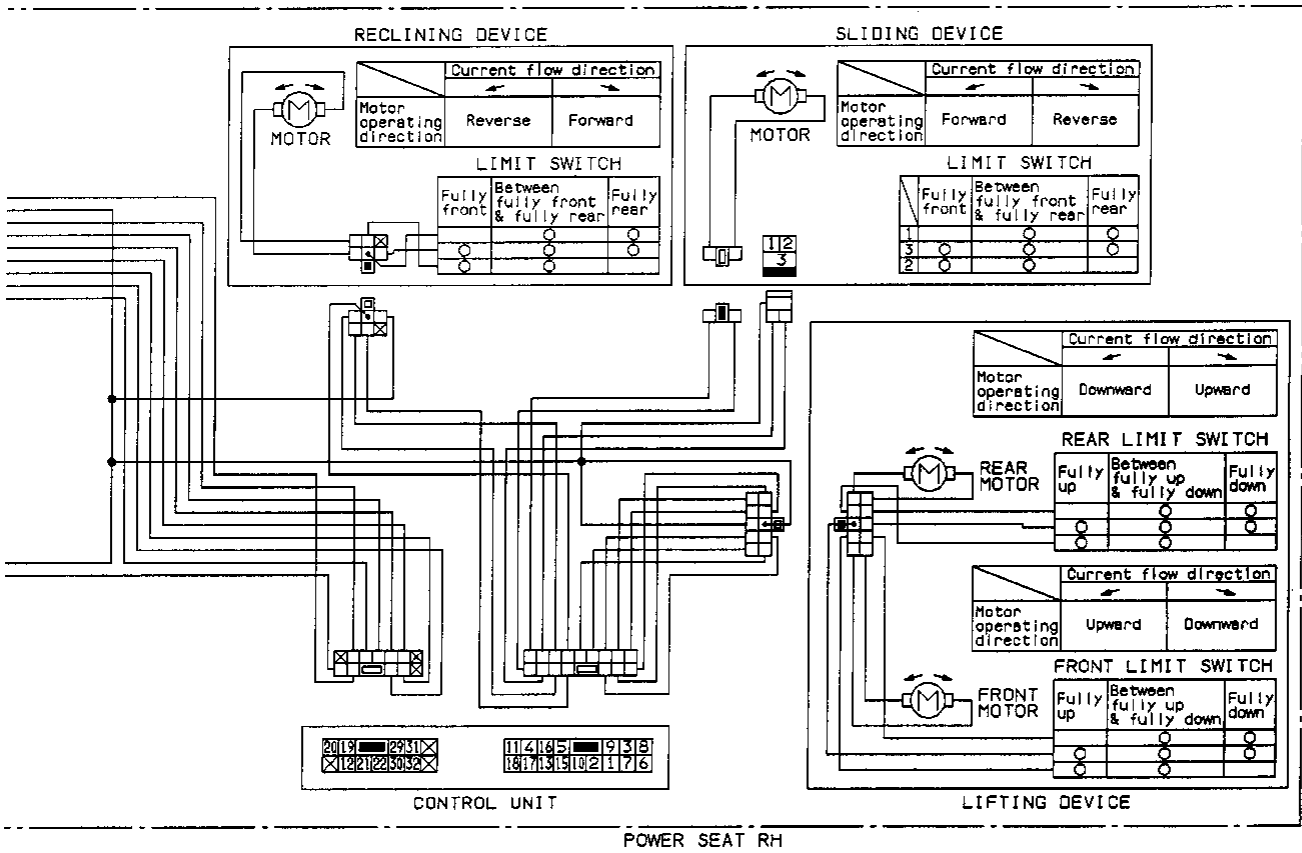 RECLINING DEVICE
Current flow direction
Motor operating direction
Reverse
Forward
M
MOTOR
LIMIT SWITCH
Fully front
Between fully front & fully rear
Fully rear
SLIDING DEVICE
Current flow direction
Motor operating direction
Forward
Reverse
M
MOTOR
LIMIT SWITCH
Fully front
Between fully front & fully rear
Fully rear
1
3
2
1 2
3
Current flow direction
Motor operating direction
Downward
Upward
REAR LIMIT SWITCH
M
REAR MOTOR
Fully up
Between fully up & fully down
Fully down
Current flow direction
Motor operating direction
Upward
Downward
FRONT LIMIT SWITCH
M
FRONT MOTOR
Fully up
Between fully up & fully down
Fully down
LIFTING DEVICE
20 19 29 31
12 21 22 30 32
11 4 16 5 9 3 8
18 17 13 15 10 2 1 7 6
CONTROL UNIT
POWER SEAT RH